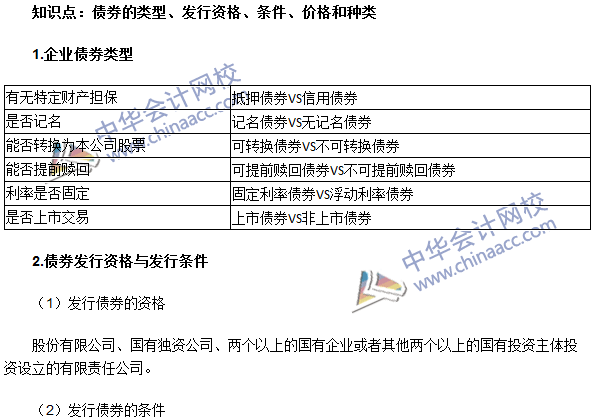 知识点：债券的类型、发行资格、条件、价格和种类
1.企业债券类型
有无特定财产担保 抵押债券VS信用债券
是否记名 记名债券VS无记名债券
能否转换为本公司股票 可转换债券VS不可转换债券
能否提前赎回 可提前赎回债券VS不可提前赎回债券
利率是否固定 固定利率债券VS浮动利率债券
是否上市交易 上市债券VS非上市债券
中华会计网校
www.chinaacc.com
2.债券发行资格与发行条件
中华会计网校
www.chinaacc.com
（1）发行债券的资格
股份有限公司、国有独资公司、两个以上的国有企业或者其他两个以上的国有投资主体投
资设立的有限责任公司。
（2）发行债券的条件